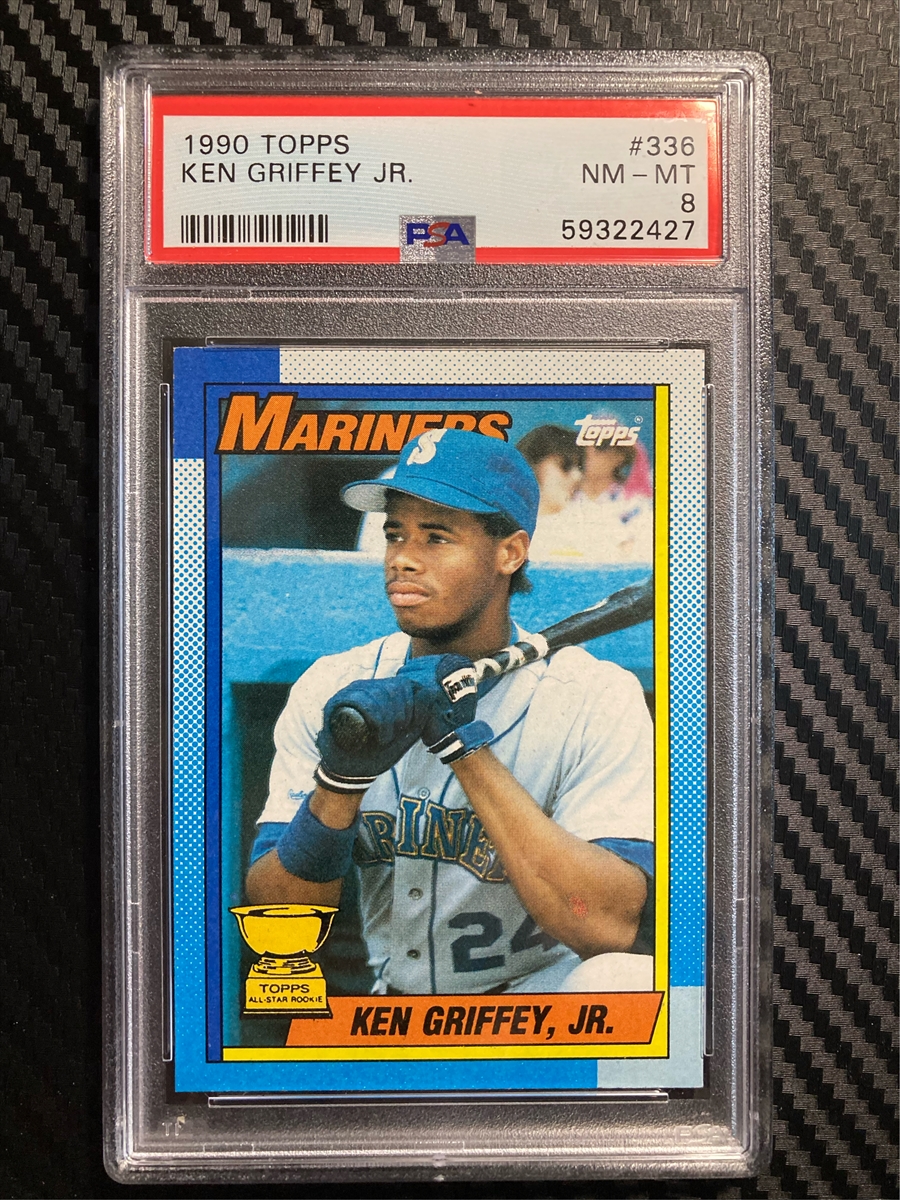 1990 TOPPS
#336
KEN GRIFFEY JR.
NM - MT
8
PSA
59322427
MARINERS
TOPPS
S
RINE
24
TOPPS
ALL-STAR ROOKIE
KEN GRIFFEY, JR.